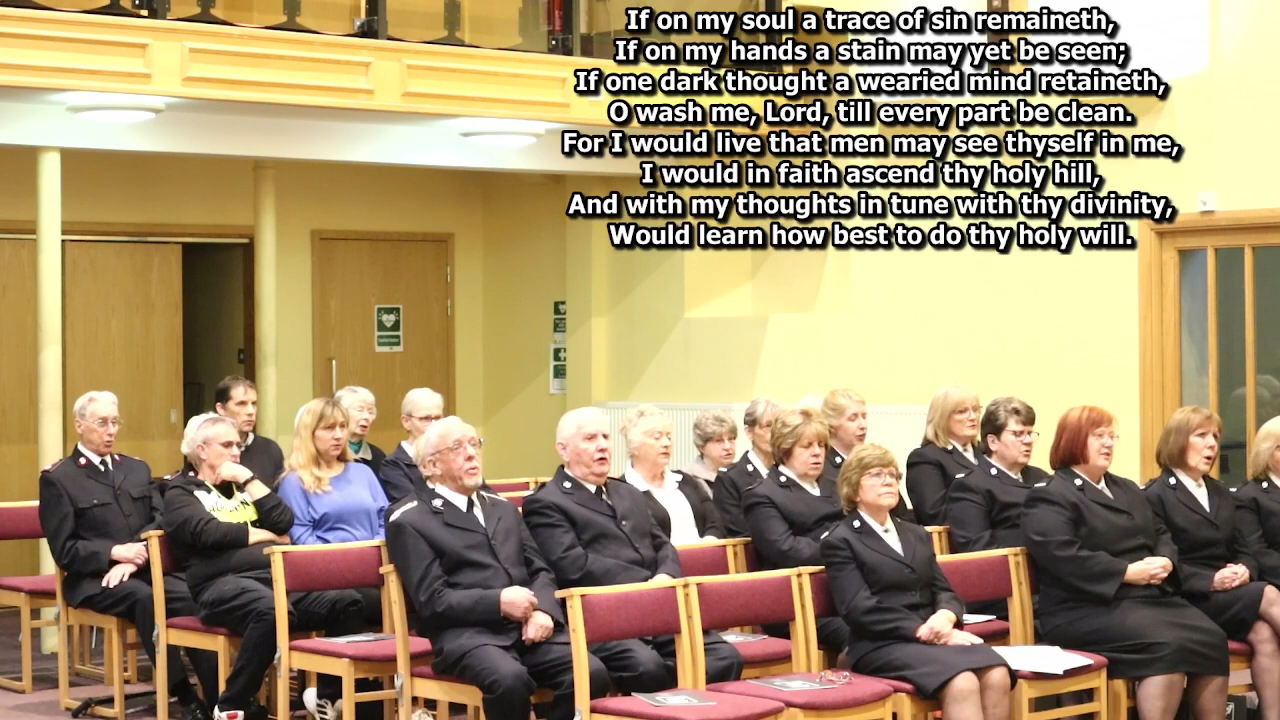 If on my soul a trace of sin remaineth,
If on my hands a stain may yet be seen;
If one dark thought a wearied mind retaineth,
O wash me, Lord, till every part be clean.
For I would live that men may see thyself in me,
I would in faith ascend thy holy hill,
And with my thoughts in tune with thy divinity,
Would learn how best to do thy holy will.